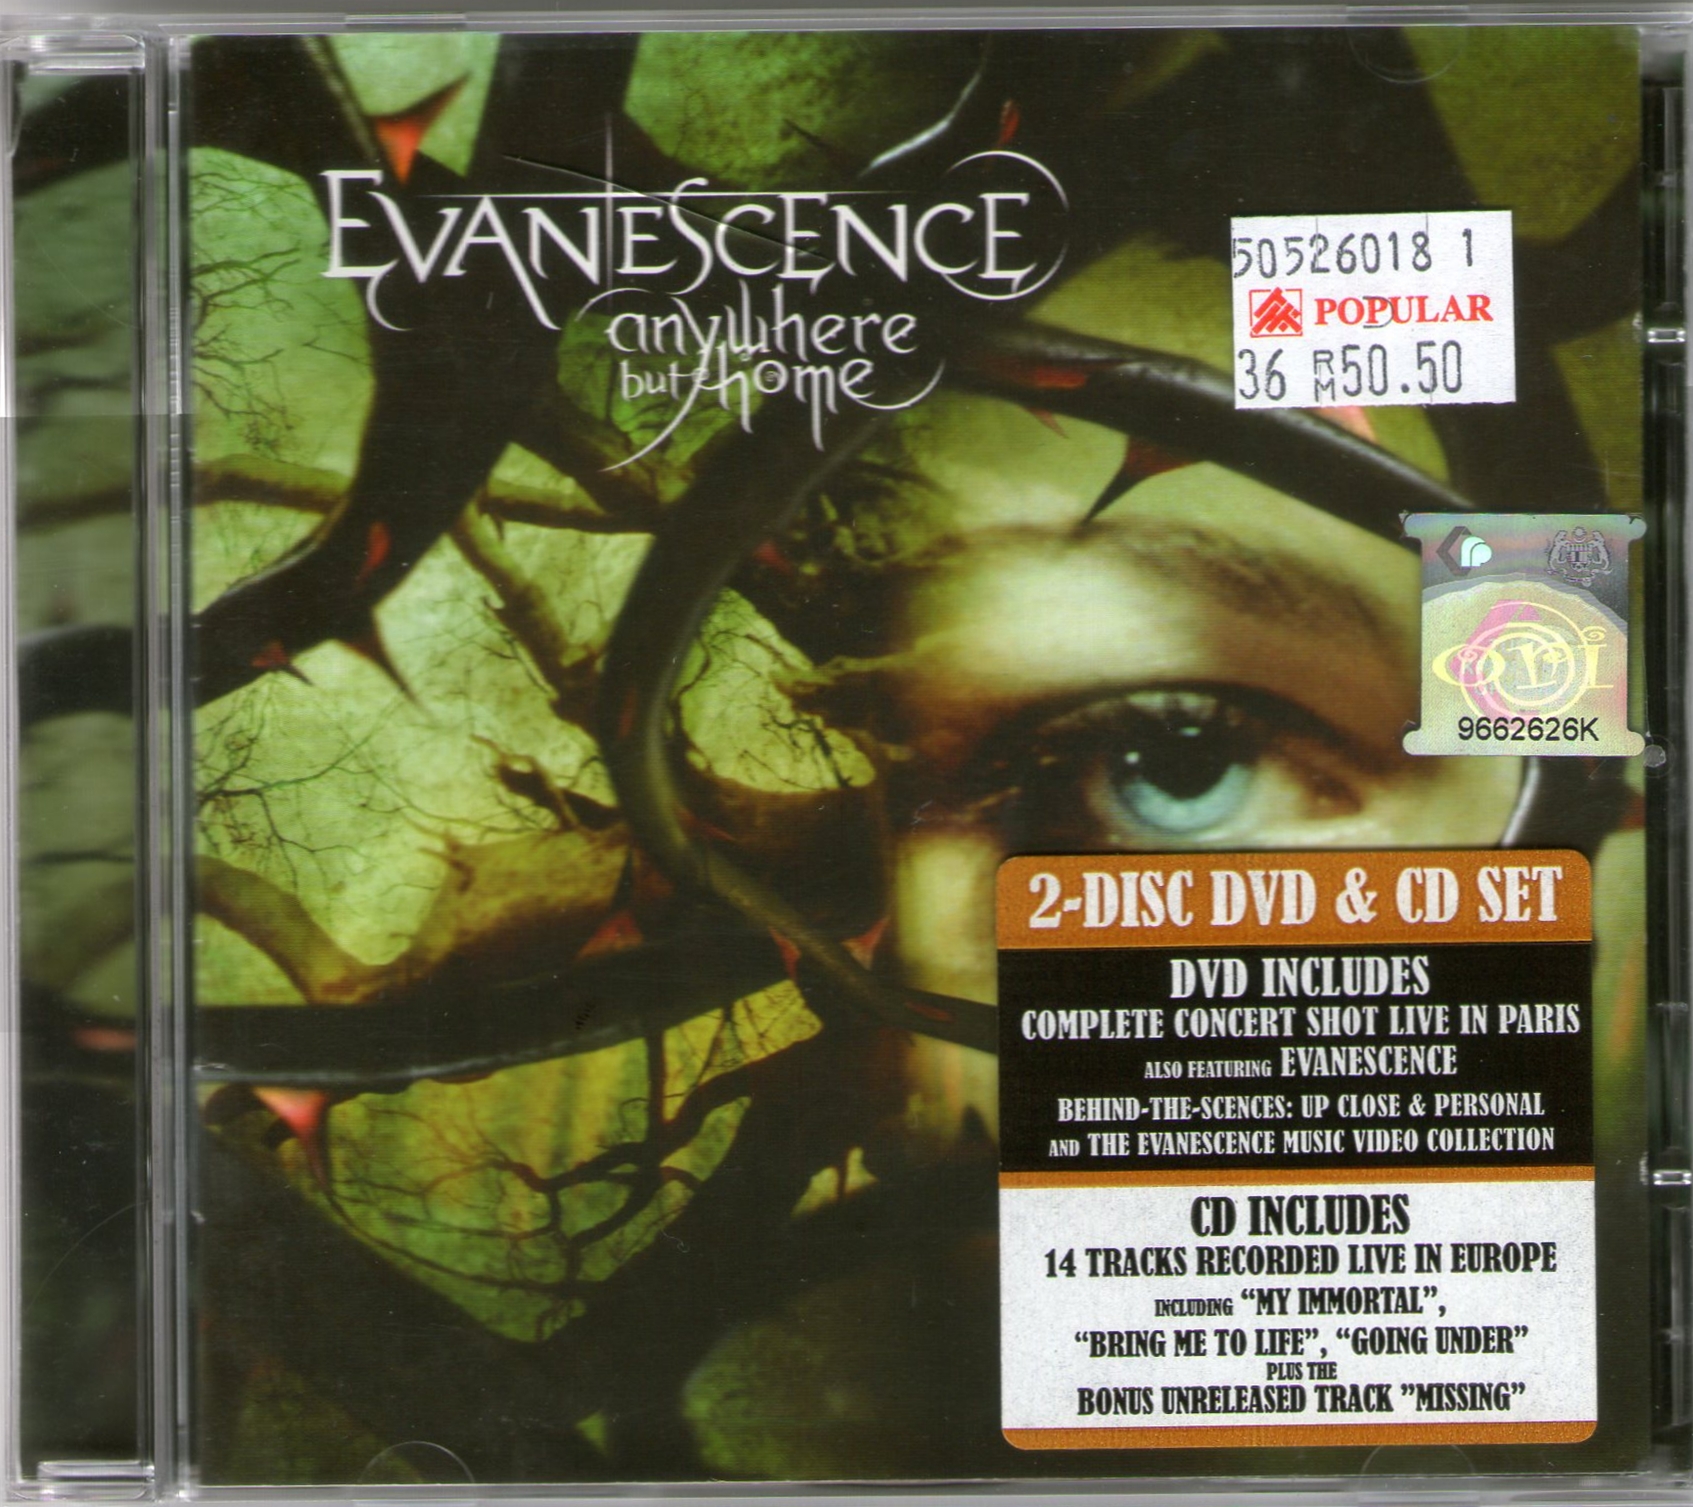 EVANESCENCE
anywhere
but home
50526018 1
POPULAR
36 RM50.50
ori
9662626K
2-DISC DVD & CD SET
DVD INCLUDES
COMPLETE CONCERT SHOT LIVE IN PARIS
ALSO FEATURING EVANESCENCE
BEHIND-THE-SCENCES: UP CLOSE & PERSONAL
AND THE EVANESCENCE MUSIC VIDEO COLLECTION
CD INCLUDES
14 TRACKS RECORDED LIVE IN EUROPE
INCLUDING “MY IMMORTAL”,
“BRING ME TO LIFE”, “GOING UNDER”
PLUS THE
BONUS UNRELEASED TRACK ”MISSING”